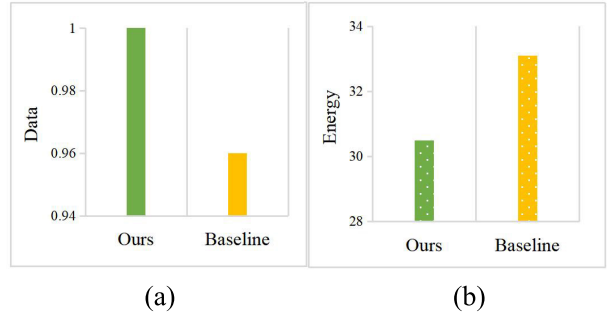 1
0.98
0.96
0.94
Data
Ours
Baseline
(a)
34
32
30
28
Energy
Ours
Baseline
(b)